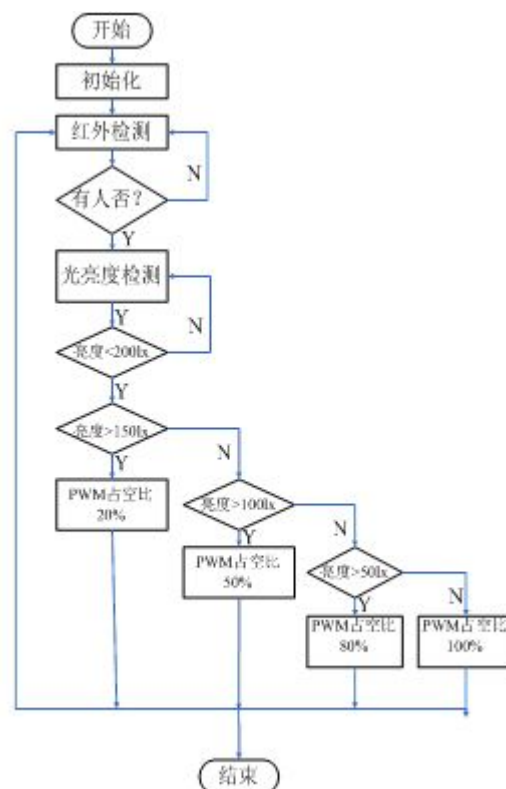 开始
初始化
红外检测
N
有人否？
Y
光亮度检测
Y
N
亮度<200lx
Y
亮度>150lx
N
Y
PWM占空比
20%
亮度>100lx
N
Y
PWM占空比
50%
亮度>50lx
N
Y
PWM占空比
80%
PWM占空比
100%
结束